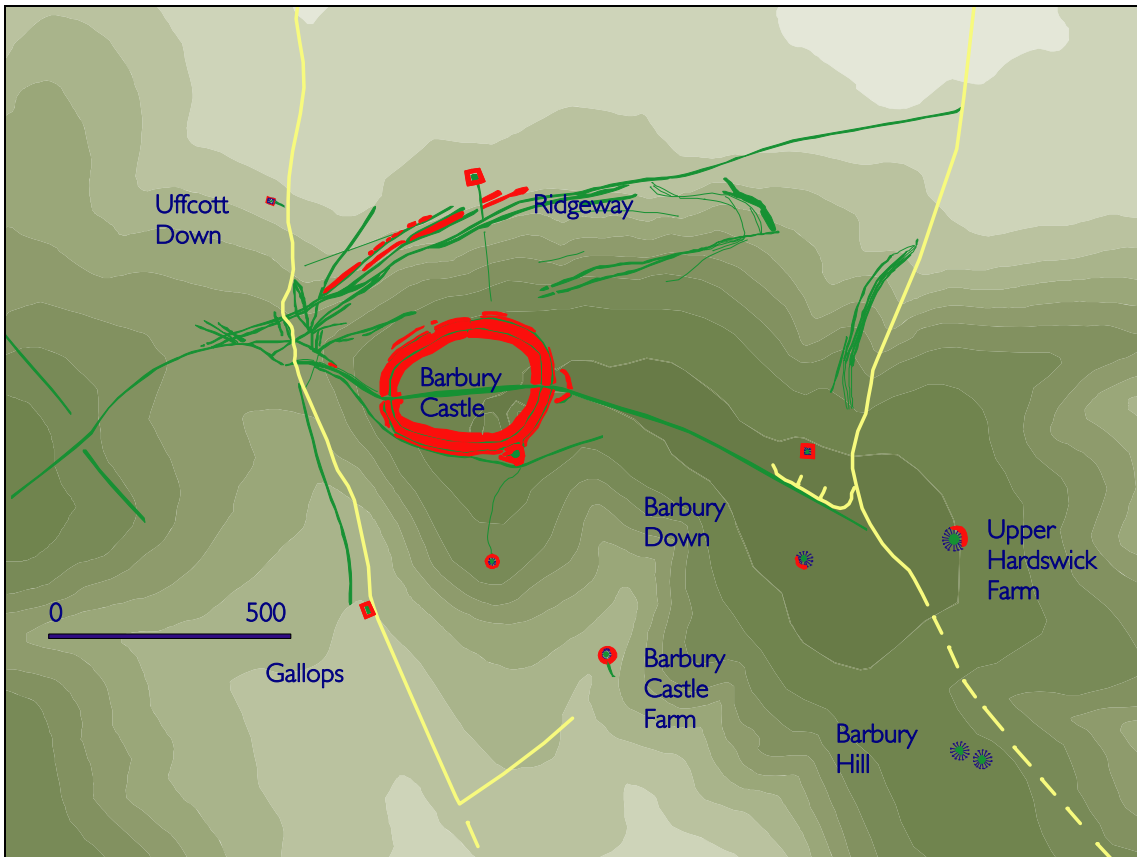 Uffcott
Down
Ridgeway
Barbury
Castle
Barbury
Down
Upper
Hardswick
Farm
0 500
Gallops
Barbury
Castle
Farm
Barbury
Hill